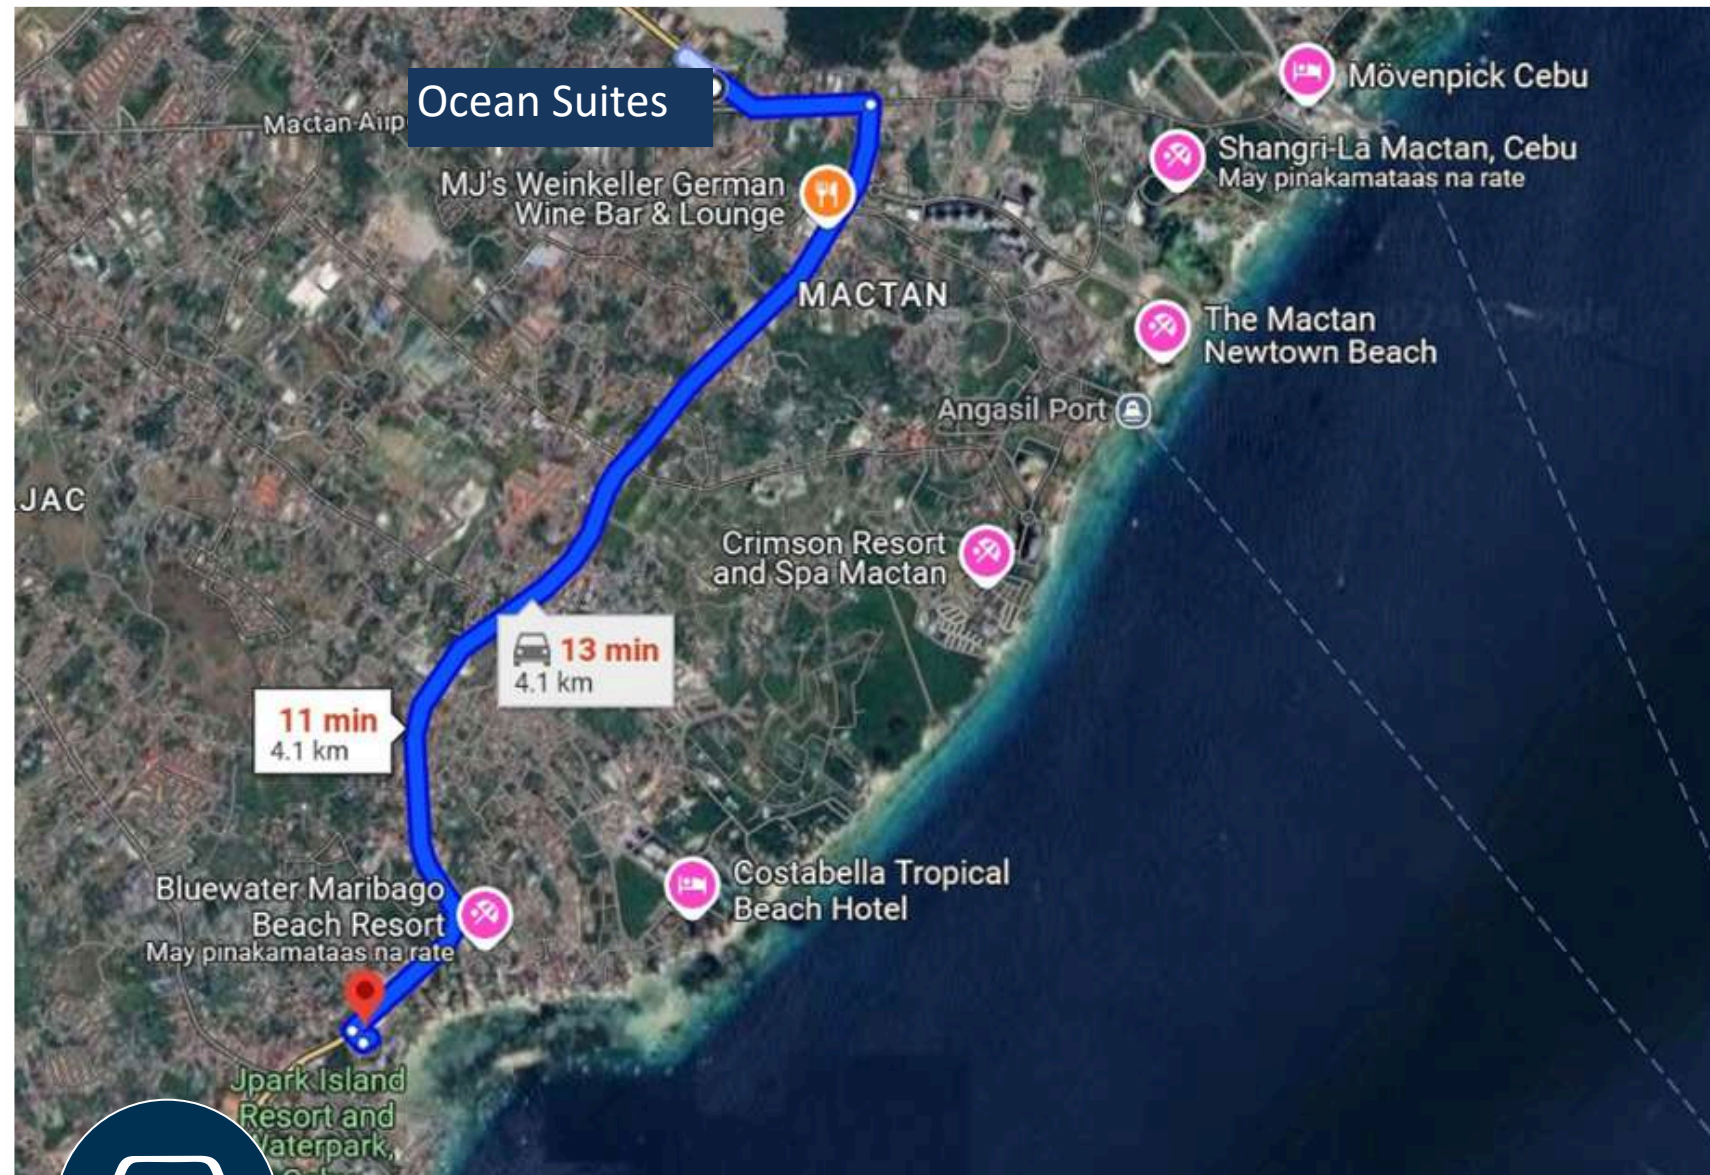 Ocean Suites
Mövenpick Cebu
Mactan Airp
Shangri-La Mactan, Cebu
May pinakamataas na rate
MJ's Weinkeller German
Wine Bar & Lounge
MACTAN
The Mactan
Newtown Beach
Angasil Port
JAC
Crimson Resort
and Spa Mactan
13 min
4.1 km
11 min
4.1 km
Costabella Tropical
Beach Hotel
Bluewater Maribago
Beach Resort
May pinakamataas na rate
Jpark Island
Resort and
Waterpark,